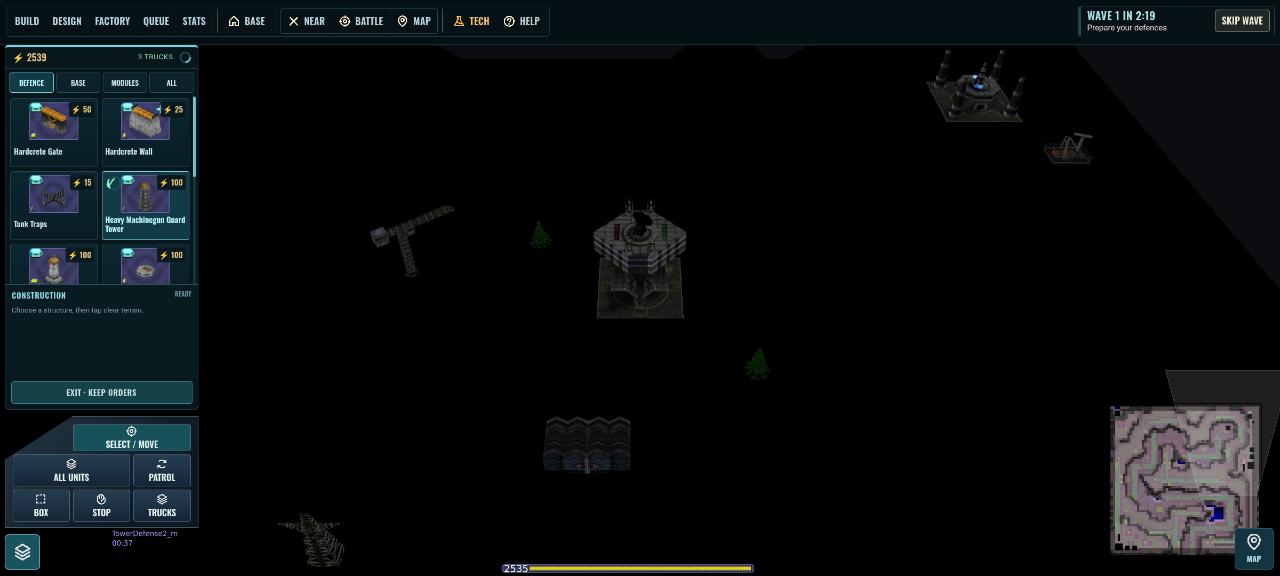 BUILD DESIGN FACTORY QUEUE STATS BASE NEAR BATTLE MAP TECH HELP
WAVE 1 IN 2:19
Prepare your defences
SKIP WAVE
2539
3 TRUCKS
DEFENCE BASE MODULES ALL
50
Hardcrete Gate
25
Hardcrete Wall
15
Tank Traps
100
Heavy Machinegun Guard
Tower
100
100
CONSTRUCTION
READY
Choose a structure, then tap clear terrain.
EXIT · KEEP ORDERS
SELECT / MOVE
ALL UNITS
PATROL
BOX
STOP
TRUCKS
TowerDefense2_m
00:37
2535
MAP